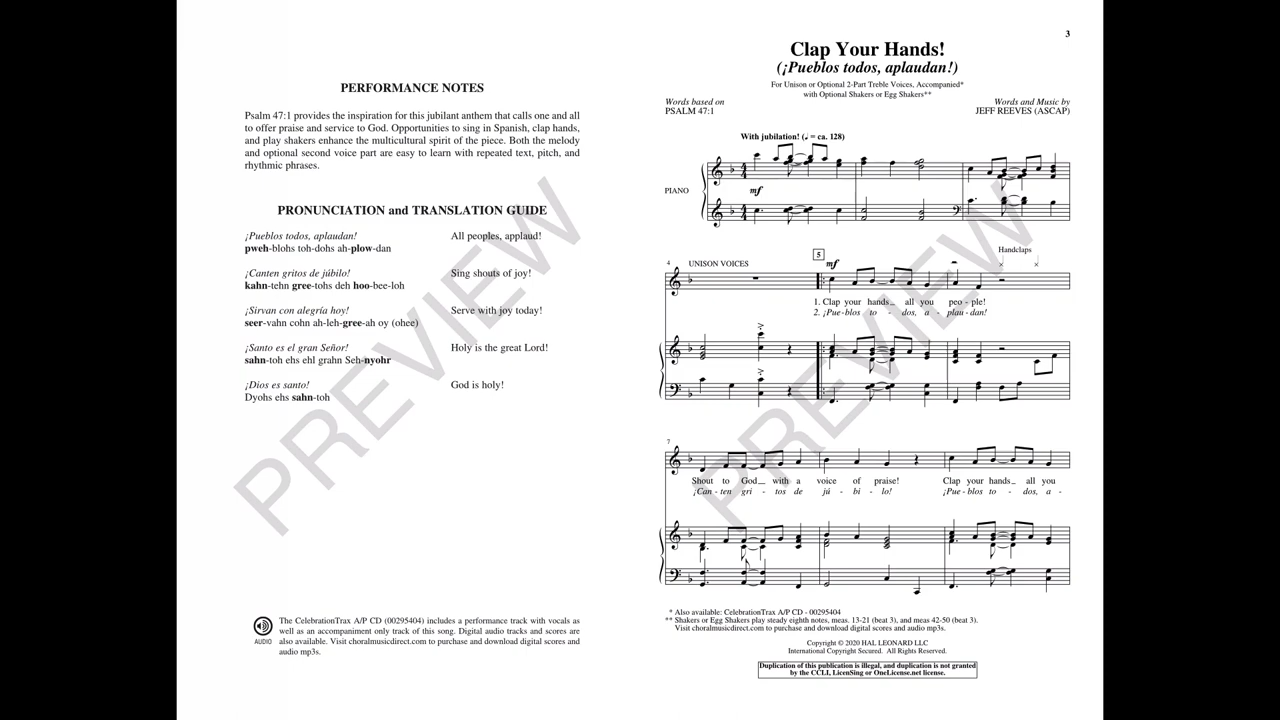 PERFORMANCE NOTES
Psalm 47:1 provides the inspiration for this jubilant anthem that calls one and all
to offer praise and service to God. Opportunities to sing in Spanish, clap hands,
and play shakers enhance the multicultural spirit of the piece. Both the melody
and optional second voice part are easy to learn with repeated text, pitch, and
rhythmic phrases.
PRONUNCIATION and TRANSLATION GUIDE
¡Pueblos todos, aplaudan! All peoples, applaud!
pweh-blohs toh-dohs ah-plow-dan
¡Canten gritos de júbilo! Sing shouts of joy!
kahn-tehn gree-tohs deh hoo-bee-loh
¡Sirvan con alegría hoy! Serve with joy today!
seer-vahn cohn ah-leh-gree-ah oy (ohee)
¡Santo es el gran Señor! Holy is the great Lord!
sahn-toh ehs ehl grahn Seh-nyohr
¡Dios es santo! God is holy!
Dyohs ehs sahn-toh
AUDIO
The CelebrationTrax A/P CD (00295404) includes a performance track with vocals as
well as an accompaniment only track of this song. Digital audio tracks and scores are
also available. Visit choralmusicdirect.com to purchase and download digital scores and
audio mp3s.
PREVIEW
3
Clap Your Hands!
(¡Pueblos todos, aplaudan!)
For Unison or Optional 2-Part Treble Voices, Accompanied*
with Optional Shakers or Egg Shakers**
Words based on
PSALM 47:1
Words and Music by
JEFF REEVES (ASCAP)
With jubilation! (♩ = ca. 128)
PIANO
mf
4 UNISON VOICES 5 mf Handclaps
1. Clap your hands_ all you peo - ple!
2. ¡Pue-blos to - dos, a - plau - dan!
7
Shout to God_ with a voice of praise! Clap your hands_ all you
¡Can - ten gri - tos de jú - bi - lo! ¡Pue - blos to - dos, a -
* Also available: CelebrationTrax A/P CD - 00295404
** Shakers or Egg Shakers play steady eighth notes, meas. 13-21 (beat 3), and meas 42-50 (beat 3).
Visit choralmusicdirect.com to purchase and download digital scores and audio mp3s.
Copyright © 2020 HAL LEONARD LLC
International Copyright Secured. All Rights Reserved.
Duplication of this publication is illegal, and duplication is not granted
by the CCLI, LicenSing or OneLicense.net license.
PREVIEW